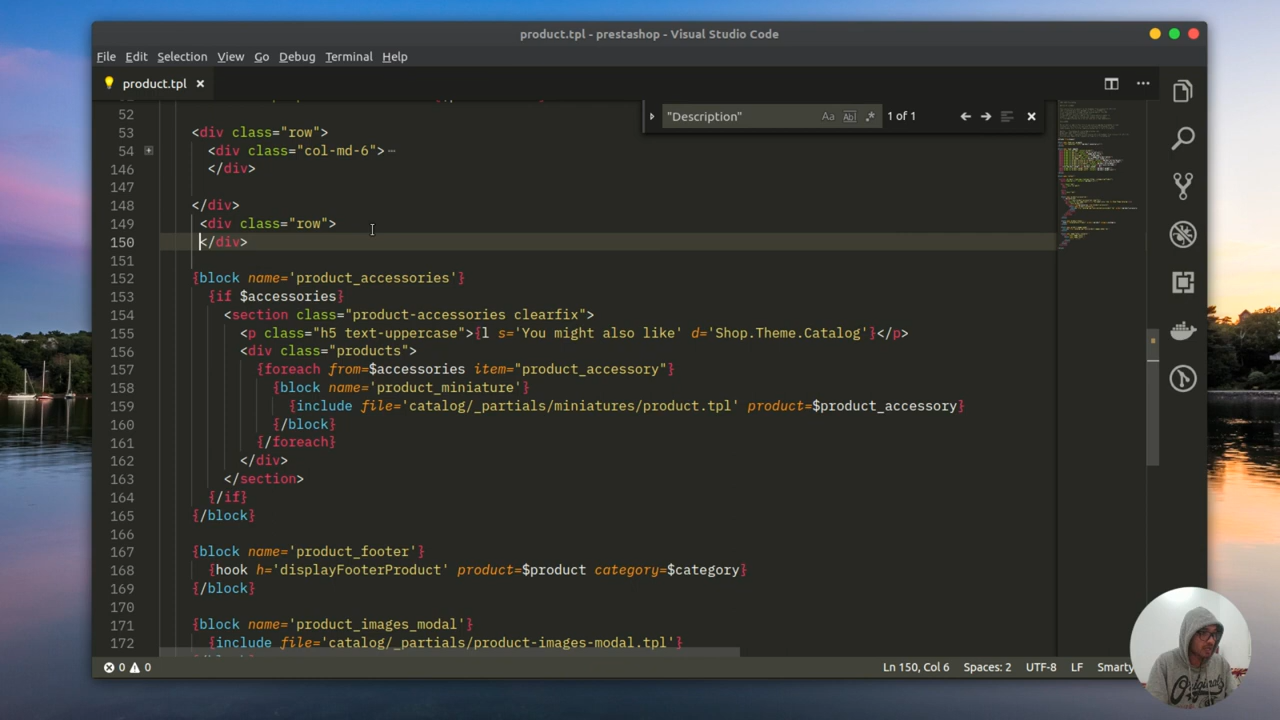 product.tpl - prestashop - Visual Studio Code
File Edit Selection View Go Debug Terminal Help
product.tpl
"Description" Aa Ab 1 of 1
52
53 <div class="row">
54 <div class="col-md-6">
146 </div>
147
148 </div>
149 <div class="row">
150 </div>
151
152 {block name='product_accessories'}
153 {if $accessories}
154 <section class="product-accessories clearfix">
155 <p class="h5 text-uppercase">{l s='You might also like' d='Shop.Theme.Catalog'}</p>
156 <div class="products">
157 {foreach from=$accessories item="product_accessory"}
158 {block name='product_miniature'}
159 {include file='catalog/_partials/miniatures/product.tpl' product=$product_accessory}
160 {/block}
161 {/foreach}
162 </div>
163 </section>
164 {/if}
165 {/block}
166
167 {block name='product_footer'}
168 {hook h='displayFooterProduct' product=$product category=$category}
169 {/block}
170
171 {block name='product_images_modal'}
172 {include file='catalog/_partials/product-images-modal.tpl'}
0 0 Ln 150, Col 6 Spaces: 2 UTF-8 LF Smarty
Originals